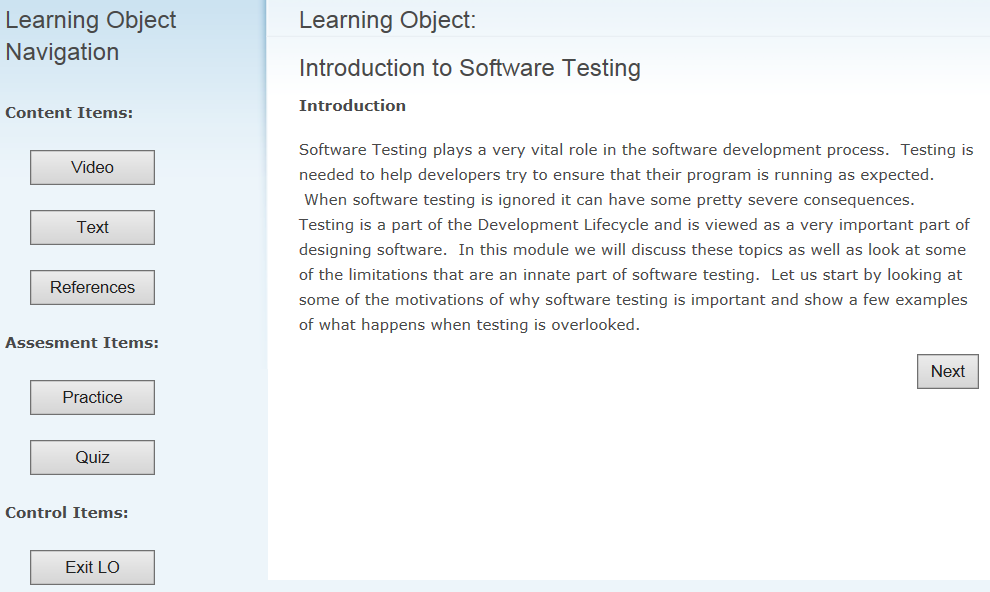 Learning Object
Navigation
Content Items:
Video
Text
References
Assesment Items:
Practice
Quiz
Control Items:
Exit LO
Learning Object:
Introduction to Software Testing
Introduction
Software Testing plays a very vital role in the software development process.  Testing is
needed to help developers try to ensure that their program is running as expected.
When software testing is ignored it can have some pretty severe consequences.
Testing is a part of the Development Lifecycle and is viewed as a very important part of
designing software.  In this module we will discuss these topics as well as look at some
of the limitations that are an innate part of software testing.  Let us start by looking at
some of the motivations of why software testing is important and show a few examples
of what happens when testing is overlooked.
Next